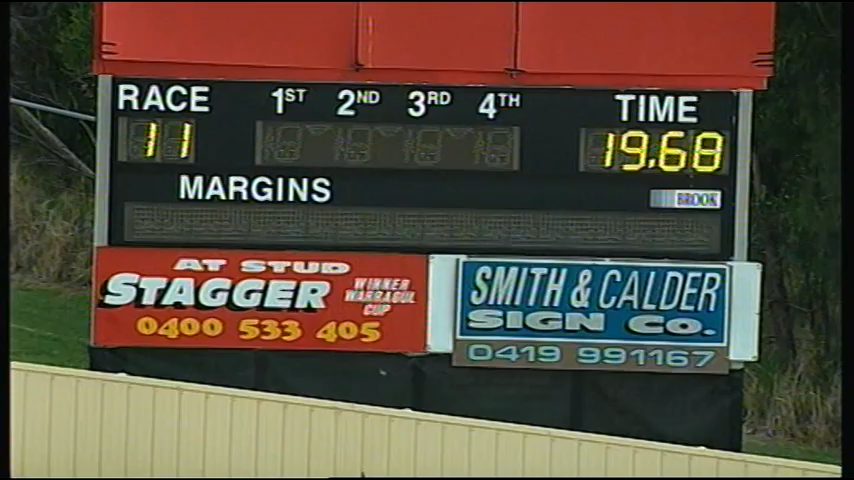 RACE 1ST 2ND 3RD 4TH TIME
11 19.68
MARGINS
BROOK
AT STUD
STAGGER
WINNER
WARRAGUL
CUP
0400 533 405
SMITH & CALDER
SIGN CO.
0419 991167